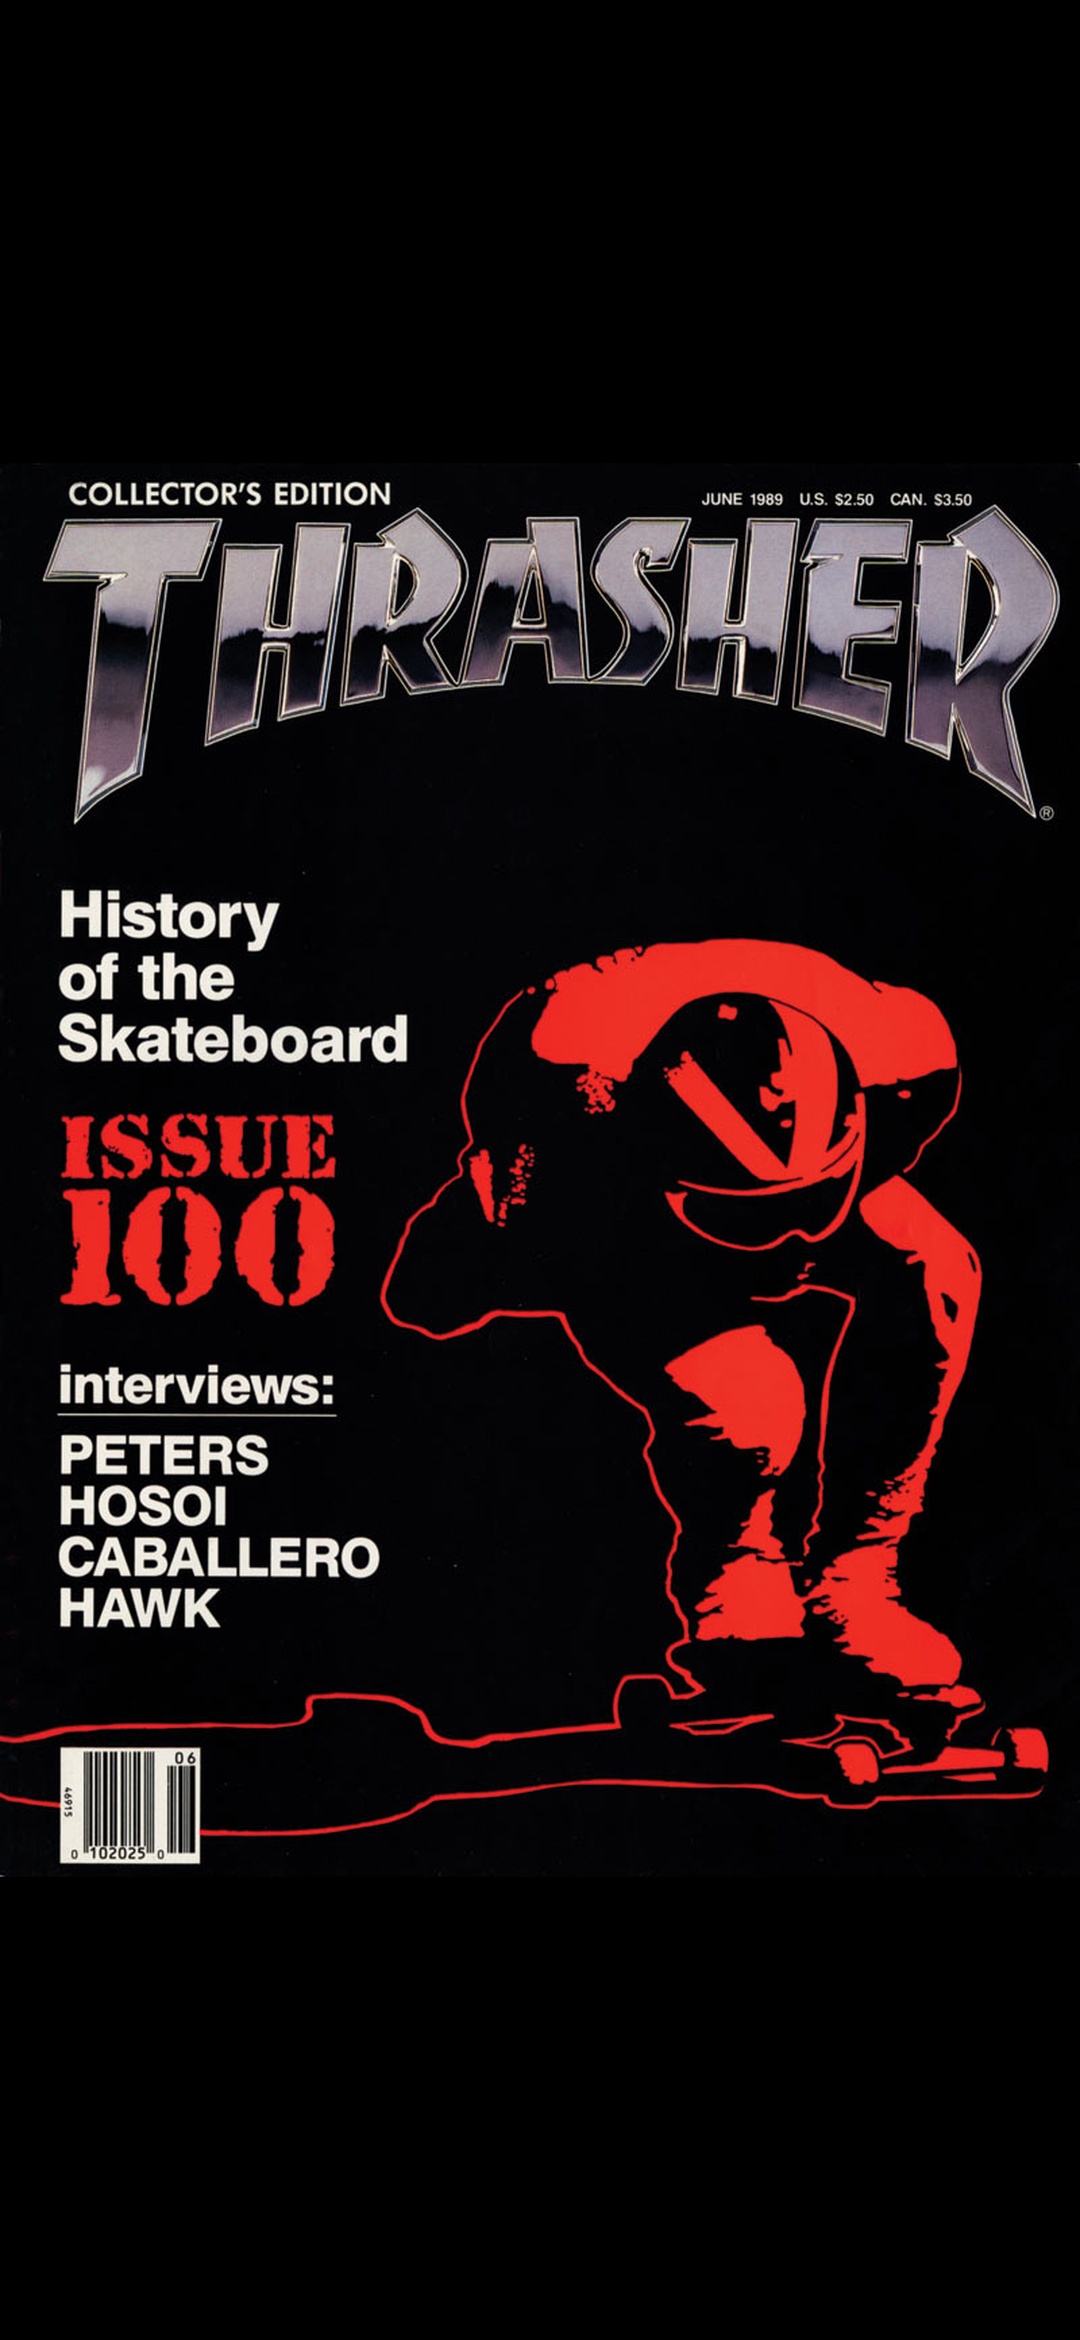 COLLECTOR'S EDITION
JUNE 1989 U.S. $2.50 CAN. $3.50
THRASHER®
History
of the
Skateboard
ISSUE
100
interviews:
PETERS
HOSOI
CABALLERO
HAWK
06
46915
0 102025 0